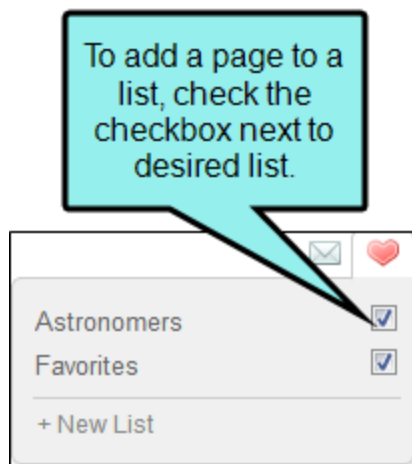 To add a page to a
list, check the
checkbox next to
desired list.
Astronomers
Favorites
+ New List